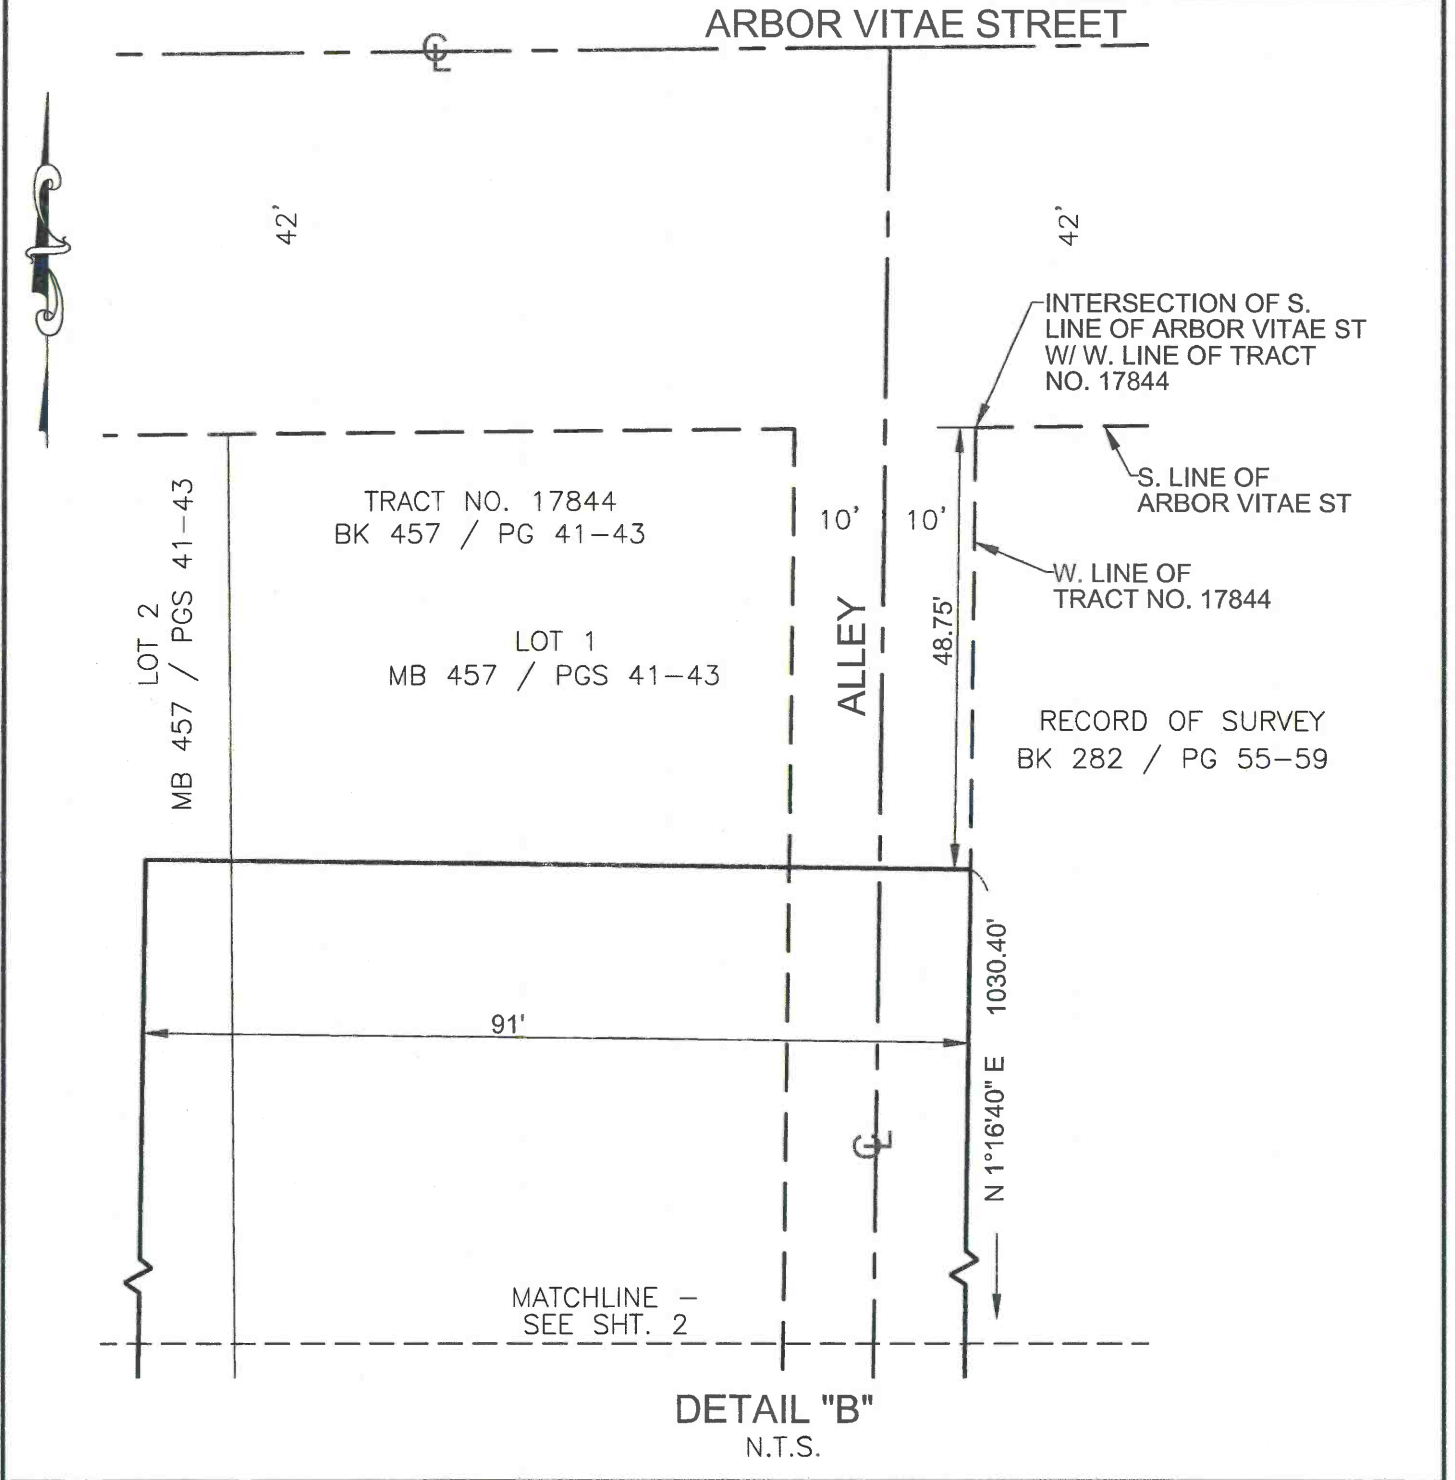 ARBOR VITAE STREET
CL
42'
42'
INTERSECTION OF S.
LINE OF ARBOR VITAE ST
W/ W. LINE OF TRACT
NO. 17844
S. LINE OF
ARBOR VITAE ST
TRACT NO. 17844
BK 457 / PG 41-43
10'
10'
W. LINE OF
TRACT NO. 17844
LOT 2
MB 457 / PGS 41-43
LOT 1
MB 457 / PGS 41-43
ALLEY
48.75'
RECORD OF SURVEY
BK 282 / PG 55-59
91'
N 1°16'40" E 1030.40'
CL
MATCHLINE -
SEE SHT. 2
DETAIL "B"
N.T.S.